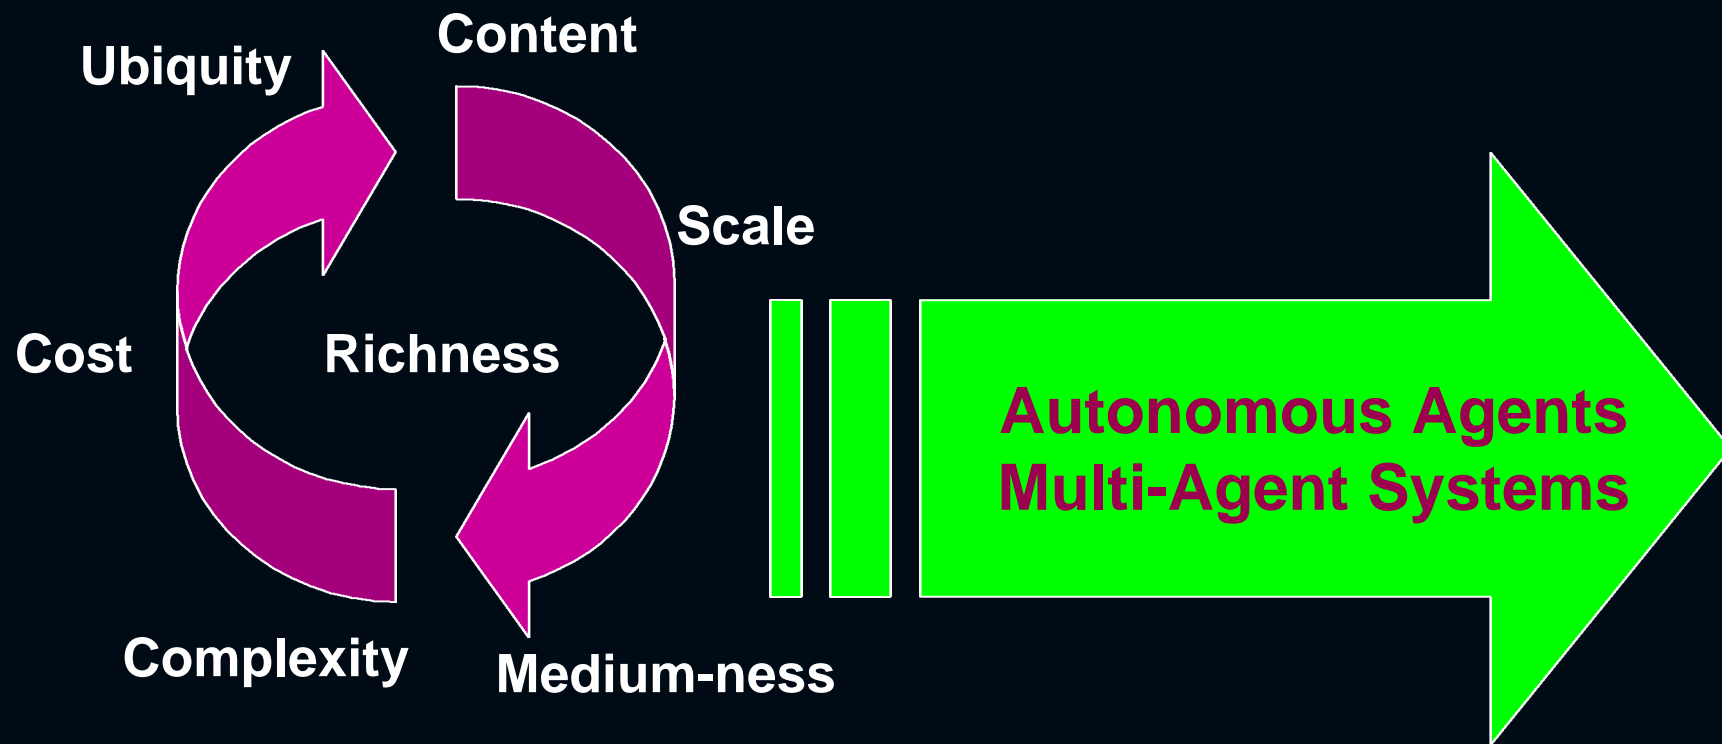 Content
Ubiquity
Scale
Cost
Richness
Autonomous Agents
Multi-Agent Systems
Complexity
Medium-ness